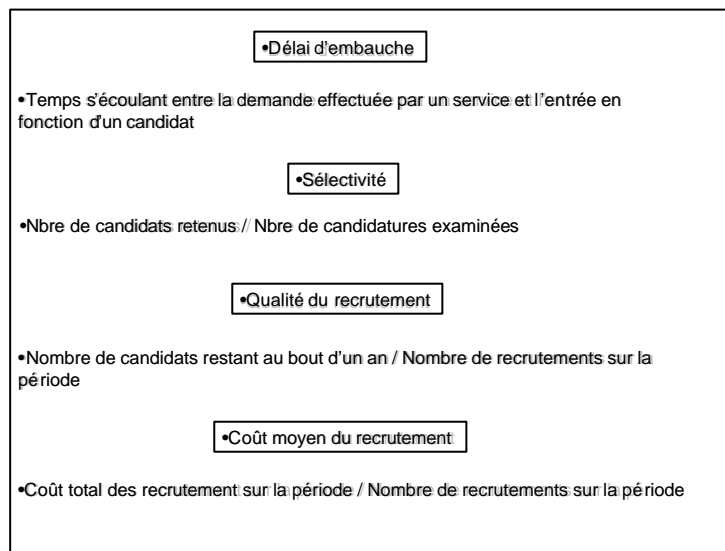 •Délai d'embauche
•Temps s'écoulant entre la demande effectuée par un service et l'entrée en
fonction d'un candidat
•Sélectivité
•Nbre de candidats retenus / Nbre de candidatures examinées
•Qualité du recrutement
•Nombre de candidats restant au bout d'un an / Nombre de recrutements sur la
période
•Coût moyen du recrutement
•Coût total des recrutement sur la période / Nombre de recrutements sur la période